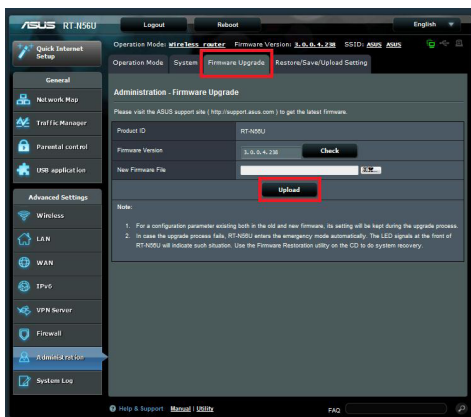 ASUS RT-N56U Logout Reboot English
Quick Internet Setup
Operation Mode: Wireless router Firmware Version: 3.0.0.4.238 SSID: ASUS ASUS
Operation Mode System Firmware Upgrade Restore/Save/Upload Setting
General
Network Map
Traffic Manager
Parental control
USB application
Advanced Settings
Wireless
LAN
WAN
IPv6
VPN Server
Firewall
Administration
System Log
Administration - Firmware Upgrade
Please visit the ASUS support site ( http://support.asus.com ) to get the latest firmware.
Product ID RT-N56U
Firmware Version 3.0.0.4.238 Check
New Firmware File
Upload
Note:
1. For a configuration parameter existing both in the old and new firmware, its setting will be kept during the upgrade process.
2. In case the upgrade process fails, RT-N56U enters the emergency mode automatically. The LED signals at the front of
RT-N56U will indicate such situation. Use the Firmware Restoration utility on the CD to do system recovery.
Help & Support Manual | Utility FAQ